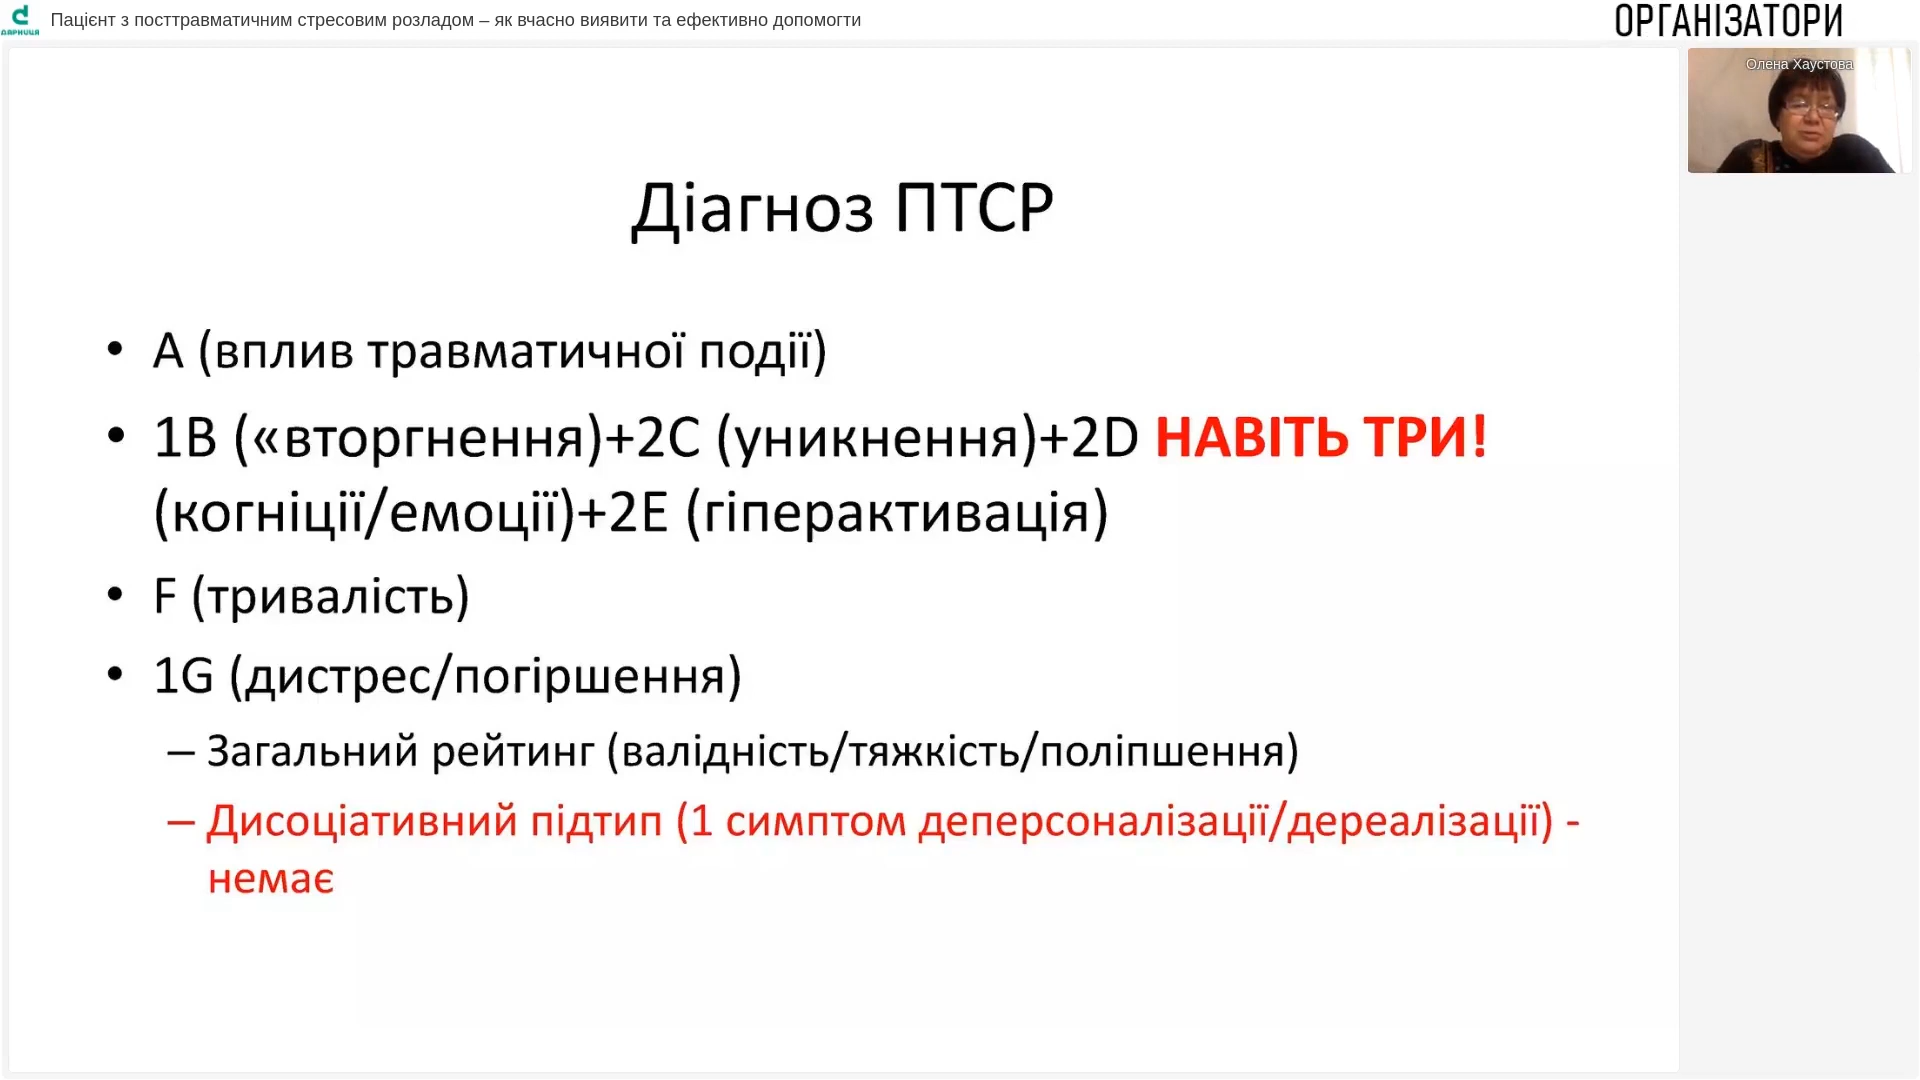 дарниця
Пацієнт з посттравматичним стресовим розладом – як вчасно виявити та ефективно допомогти
ОРГАНІЗАТОРИ
Олена Хаустова
Діагноз ПТСР
• А (вплив травматичної події)
• 1В («вторгнення)+2С (уникнення)+2D НАВІТЬ ТРИ!
(когніції/емоції)+2Е (гіперактивація)
• F (тривалість)
• 1G (дистрес/погіршення)
– Загальний рейтинг (валідність/тяжкість/поліпшення)
– Дисоціативний підтип (1 симптом деперсоналізації/дереалізації) -
немає